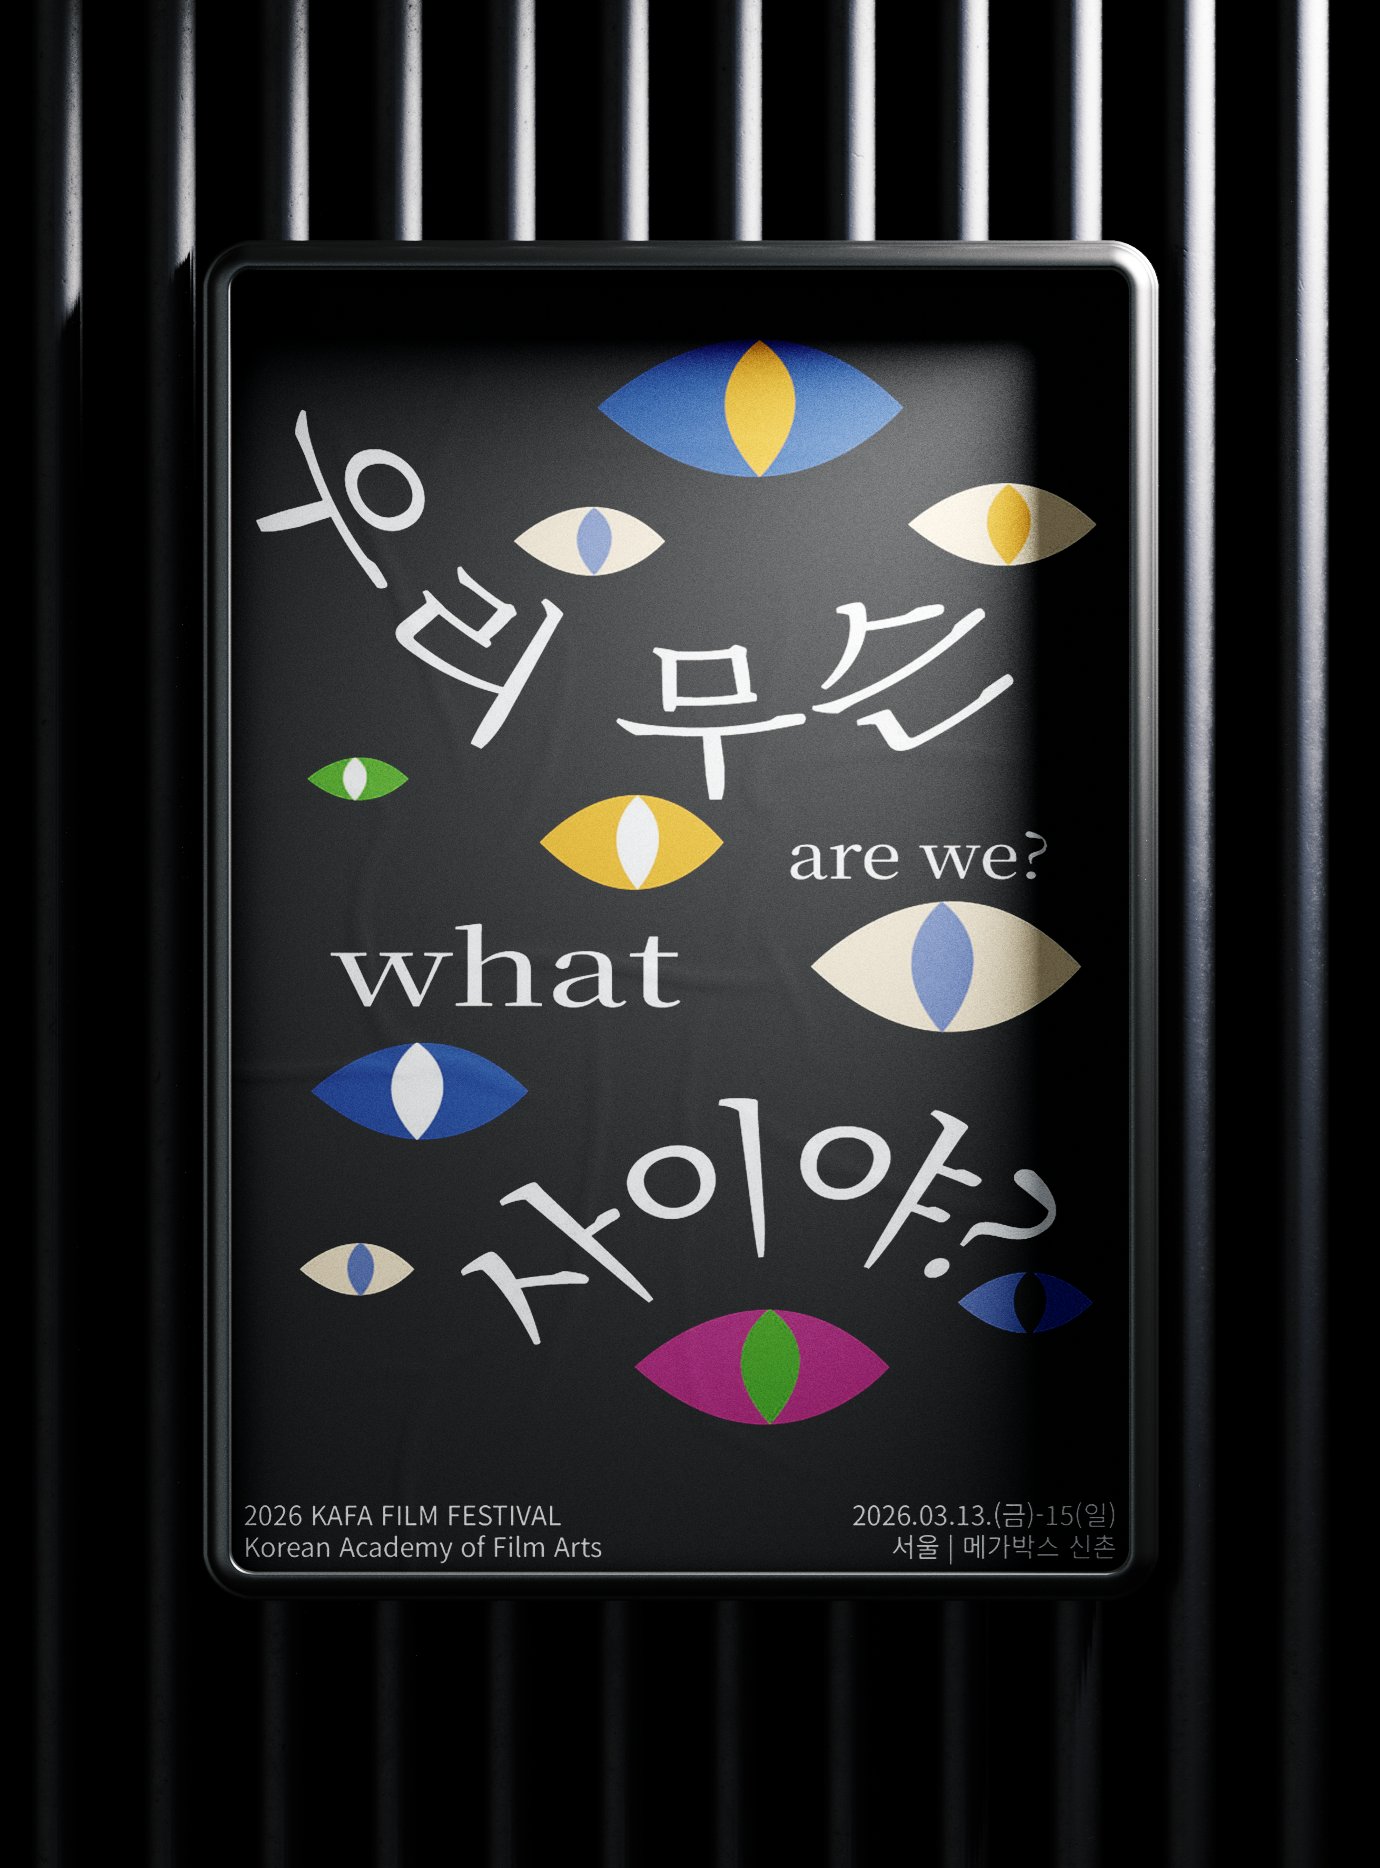 우리 무슨
are we?
what
사이야?
2026 KAFA FILM FESTIVAL
Korean Academy of Film Arts
2026.03.13.(금)-15(일)
서울 | 메가박스 신촌